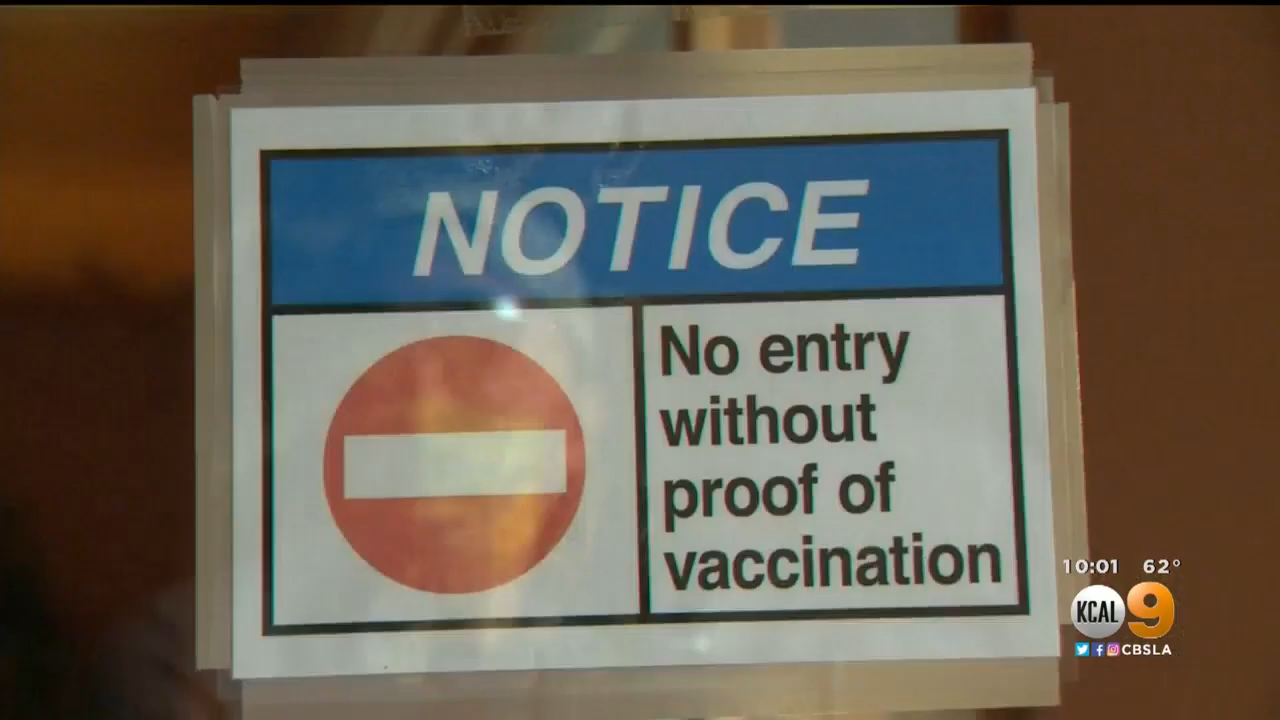 NOTICE
No entry
without
proof of
vaccination
10:01 62°
KCAL 9
CBSLA